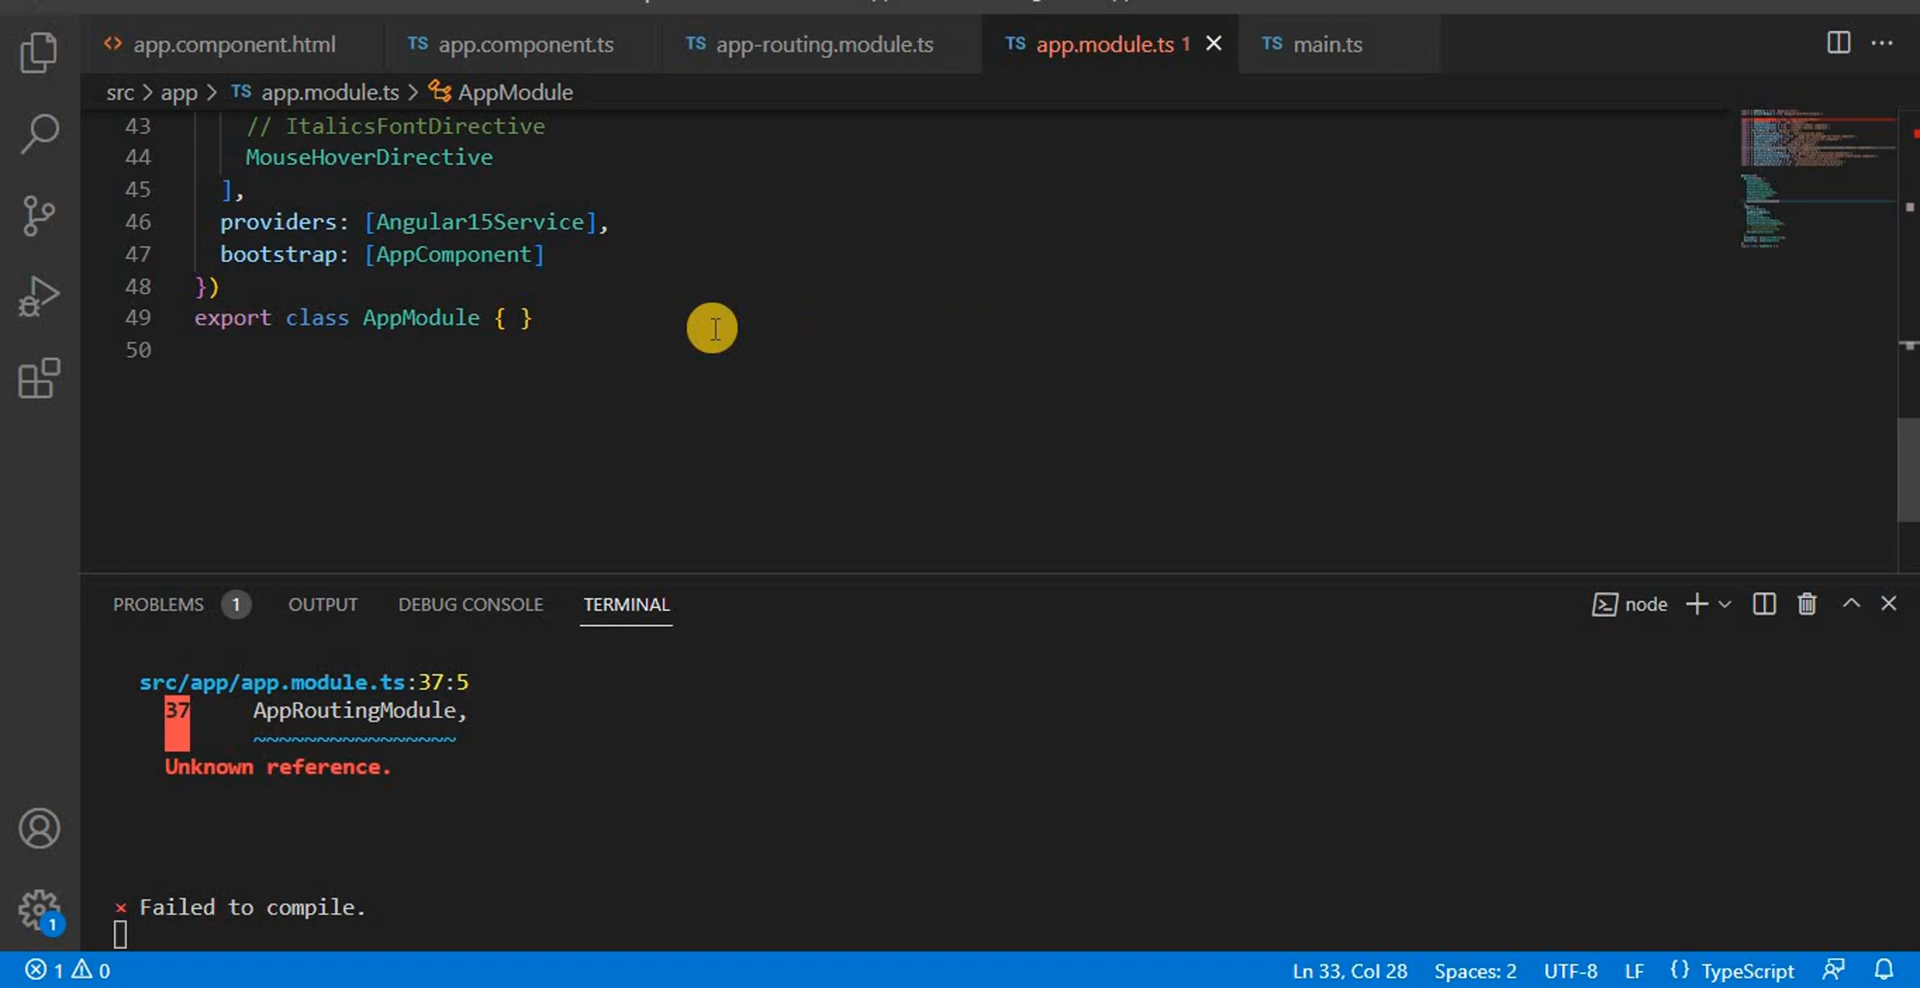 <> app.component.html TS app.component.ts TS app-routing.module.ts TS app.module.ts 1 TS main.ts
src > app > TS app.module.ts > AppModule
43 // ItalicsFontDirective
44 MouseHoverDirective
45 ],
46 providers: [Angular15Service],
47 bootstrap: [AppComponent]
48 })
49 export class AppModule { }
50
PROBLEMS 1 OUTPUT DEBUG CONSOLE TERMINAL node
src/app/app.module.ts:37:5
37 AppRoutingModule,
~~~~~~~~~~~~~~~~
Unknown reference.
× Failed to compile.
1
1 0 Ln 33, Col 28 Spaces: 2 UTF-8 LF {} TypeScript